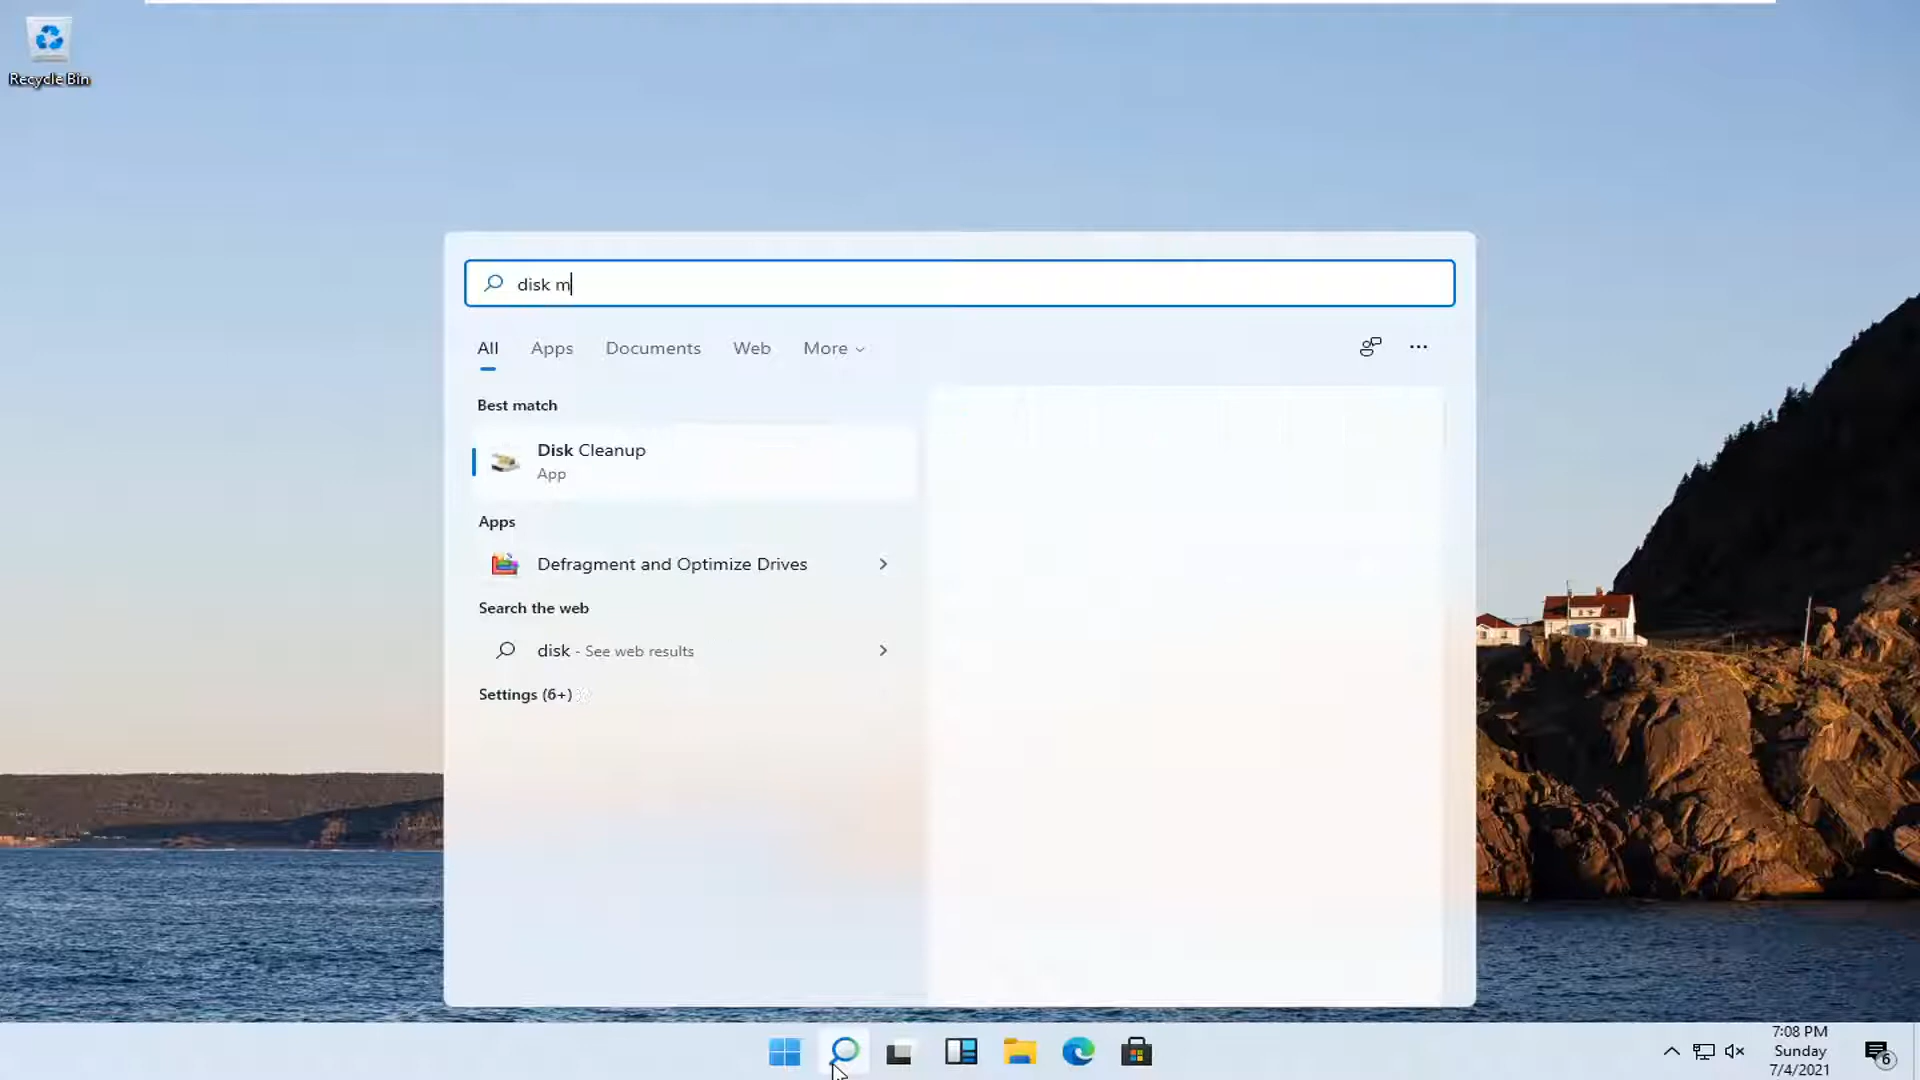 Recycle Bin
disk m
All Apps Documents Web More
Best match
Disk Cleanup
App
Apps
Defragment and Optimize Drives
Search the web
disk - See web results
Settings (6+)
7:08 PM
Sunday
7/4/2021
6